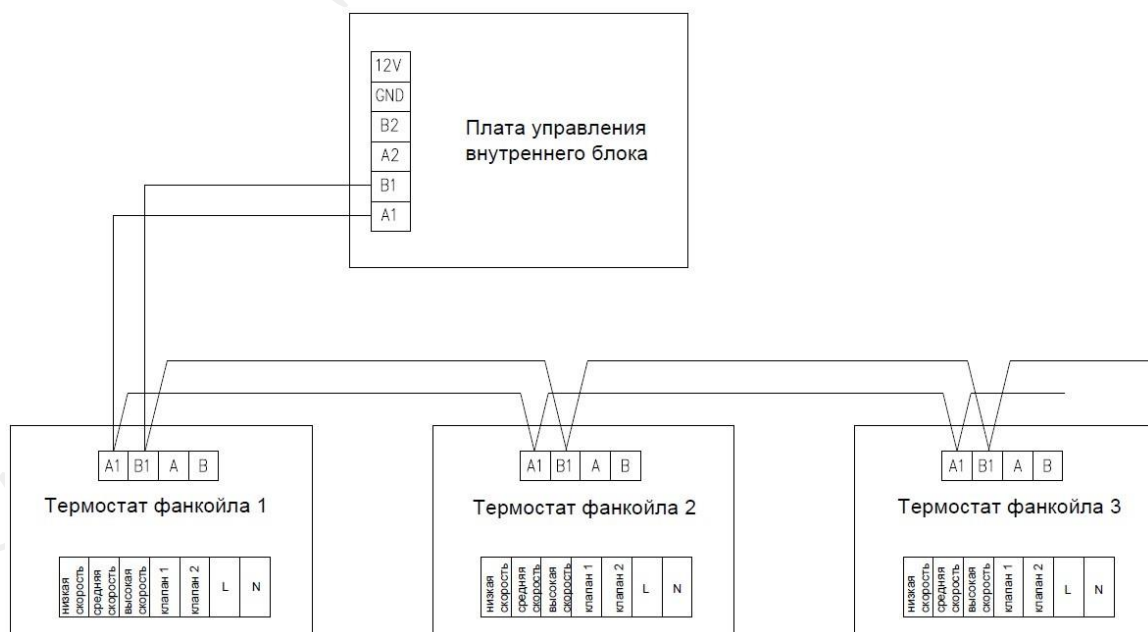 12V
GND
B2
A2
B1
A1
Плата управления
внутреннего блока
A1 B1 A B
Термостат фанкойла 1
низкая
скорость
средняя
скорость
высокая
скорость
клапан 1
клапан 2
L
N
A1 B1 A B
Термостат фанкойла 2
низкая
скорость
средняя
скорость
высокая
скорость
клапан 1
клапан 2
L
N
A1 B1 A B
Термостат фанкойла 3
низкая
скорость
средняя
скорость
высокая
скорость
клапан 1
клапан 2
L
N